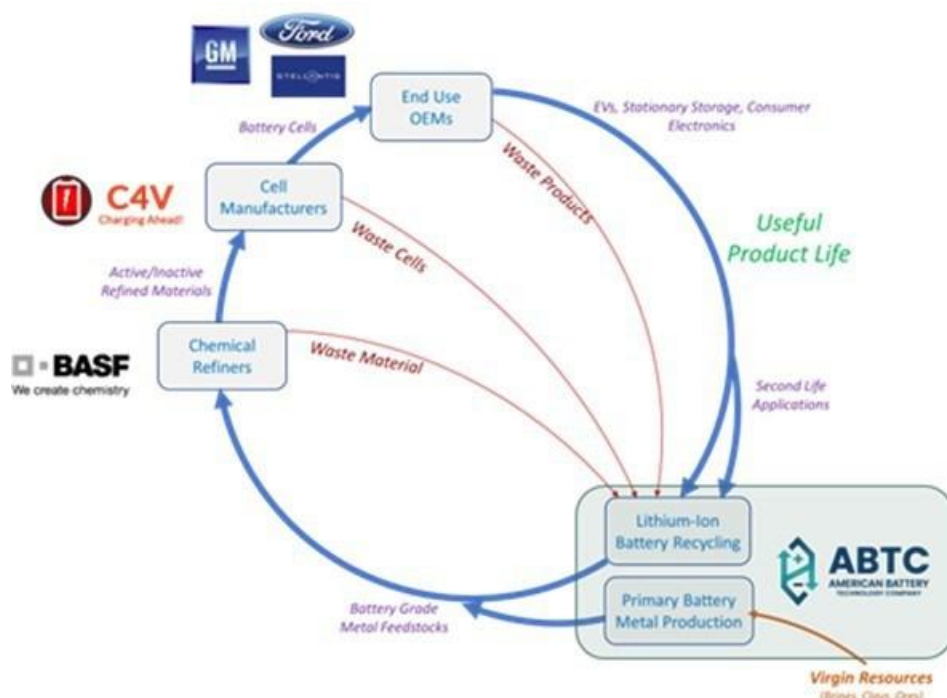 GM
Ford
STELLANTIS
End Use
OEMs
EVs, Stationary Storage, Consumer
Electronics
Battery Cells
Waste Products
C4V
Charging Ahead!
Cell
Manufacturers
Waste Cells
Useful
Product Life
Active/Inactive
Refined Materials
BASF
We create chemistry
Chemical
Refiners
Waste Material
Second Life
Applications
Lithium-Ion
Battery Recycling
ABTC
AMERICAN BATTERY
TECHNOLOGY COMPANY
Primary Battery
Metal Production
Battery Grade
Metal Feedstocks
Virgin Resources
(Brines, Clays, Ores)